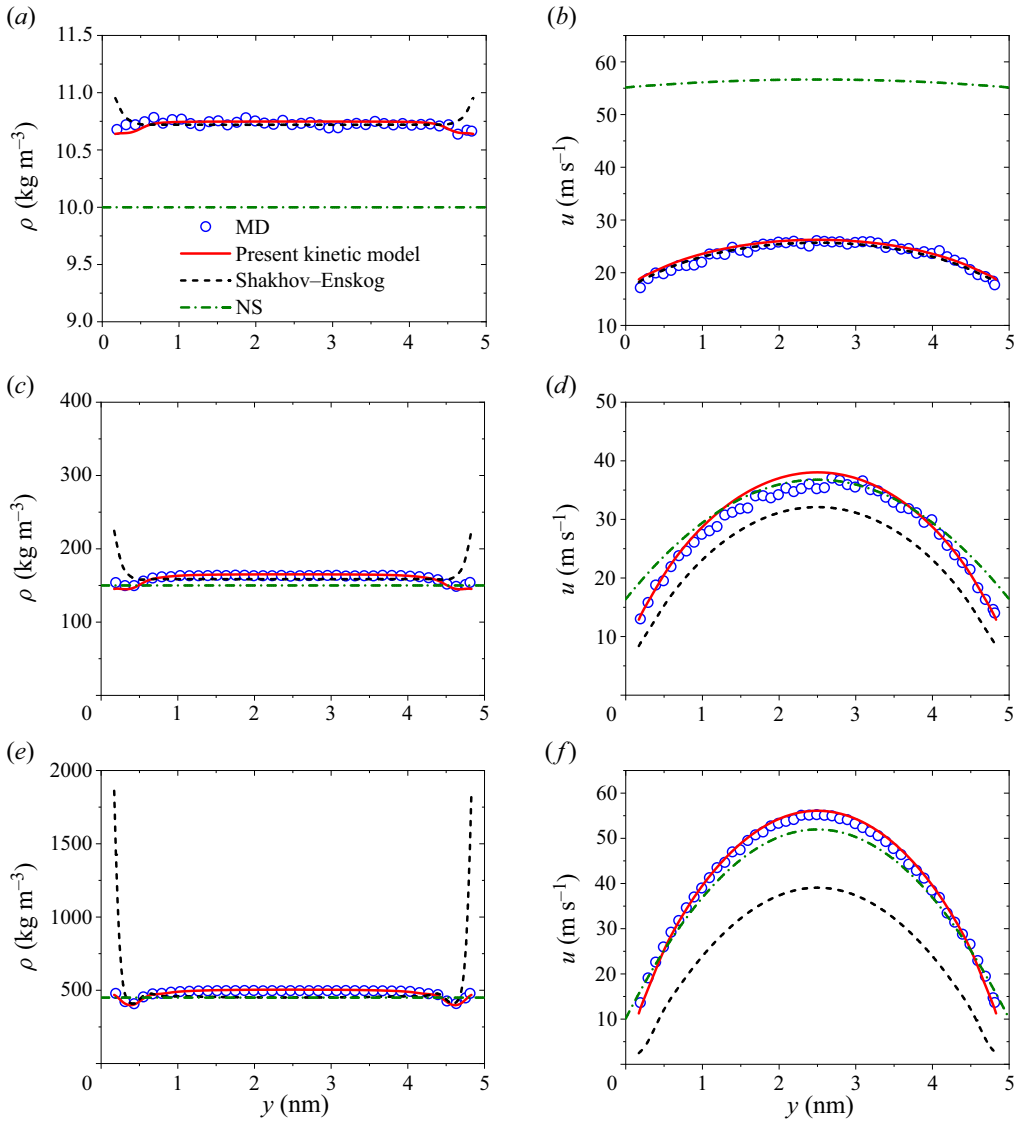 (a)
11.5
11.0
10.5
10.0
9.5
9.0
ρ (kg m−3)
MD
Present kinetic model
Shakhov–Enskog
NS
0 1 2 3 4 5
(b)
60
50
40
30
20
10
u (m s−1)
0 1 2 3 4 5
(c)
400
300
200
100
ρ (kg m−3)
0 1 2 3 4 5
(d)
50
40
30
20
10
u (m s−1)
0 1 2 3 4 5
(e)
2000
1500
1000
500
ρ (kg m−3)
0 1 2 3 4 5
y (nm)
(f)
60
50
40
30
20
10
u (m s−1)
0 1 2 3 4 5
y (nm)